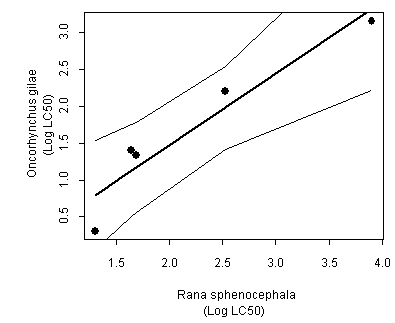 Oncorhynchus gilae
(Log LC50)
3.0
2.5
2.0
1.5
1.0
0.5
1.5 2.0 2.5 3.0 3.5 4.0
Rana sphenocephala
(Log LC50)